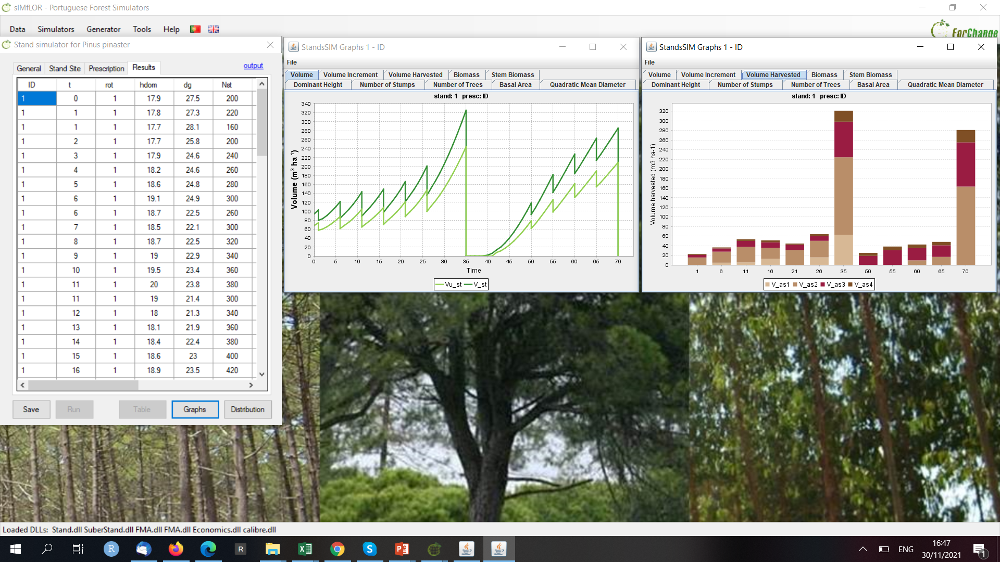 sIMfLOR - Portuguese Forest Simulators
Data Simulators Generator Tools Help
ForChange
Stand simulator for Pinus pinaster
General Stand Site Prescription Results output
ID t rot hdom dg Nst
1 0 1 17.9 27.5 200
1 1 1 17.8 27.3 220
1 1 1 17.7 28.1 160
1 2 1 17.7 25.8 200
1 3 1 17.9 24.6 240
1 4 1 18.2 24.6 260
1 5 1 18.6 24.8 280
1 6 1 19.1 24.9 300
1 6 1 18.7 22.5 260
1 7 1 18.5 22.1 300
1 8 1 18.7 22.5 320
1 9 1 19 22.9 340
1 10 1 19.5 23.4 360
1 11 1 20 23.8 380
1 11 1 19 21.4 300
1 12 1 18 21.3 340
1 13 1 18.1 21.9 360
1 14 1 18.4 22.4 380
1 15 1 18.6 23 400
1 16 1 18.9 23.5 420
Save Run Table Graphs Distribution
StandsSIM Graphs 1 - ID
File
Volume Volume Increment Volume Harvested Biomass Stem Biomass
Dominant Height Number of Stumps Number of Trees Basal Area Quadratic Mean Diameter
stand: 1 presc: ID
Volume (m³ ha⁻¹)
340
320
300
280
260
240
220
200
180
160
140
120
100
80
60
40
20
0
0 5 10 15 20 25 30 35 40 45 50 55 60 65 70
Time
Vu_st V_st
StandsSIM Graphs 1 - ID
File
Volume Volume Increment Volume Harvested Biomass Stem Biomass
Dominant Height Number of Stumps Number of Trees Basal Area Quadratic Mean Diameter
stand: 1 presc: ID
Volume harvested (m3 ha-1)
320
300
280
260
240
220
200
180
160
140
120
100
80
60
40
20
0
1 6 11 16 21 26 35 50 55 60 65 70
V_as1 V_as2 V_as3 V_as4
Loaded DLLs: Stand.dll SuberStand.dll FMA.dll FMA.dll Economics.dll calibre.dll
R R ENG
16:47
30/11/2021
1